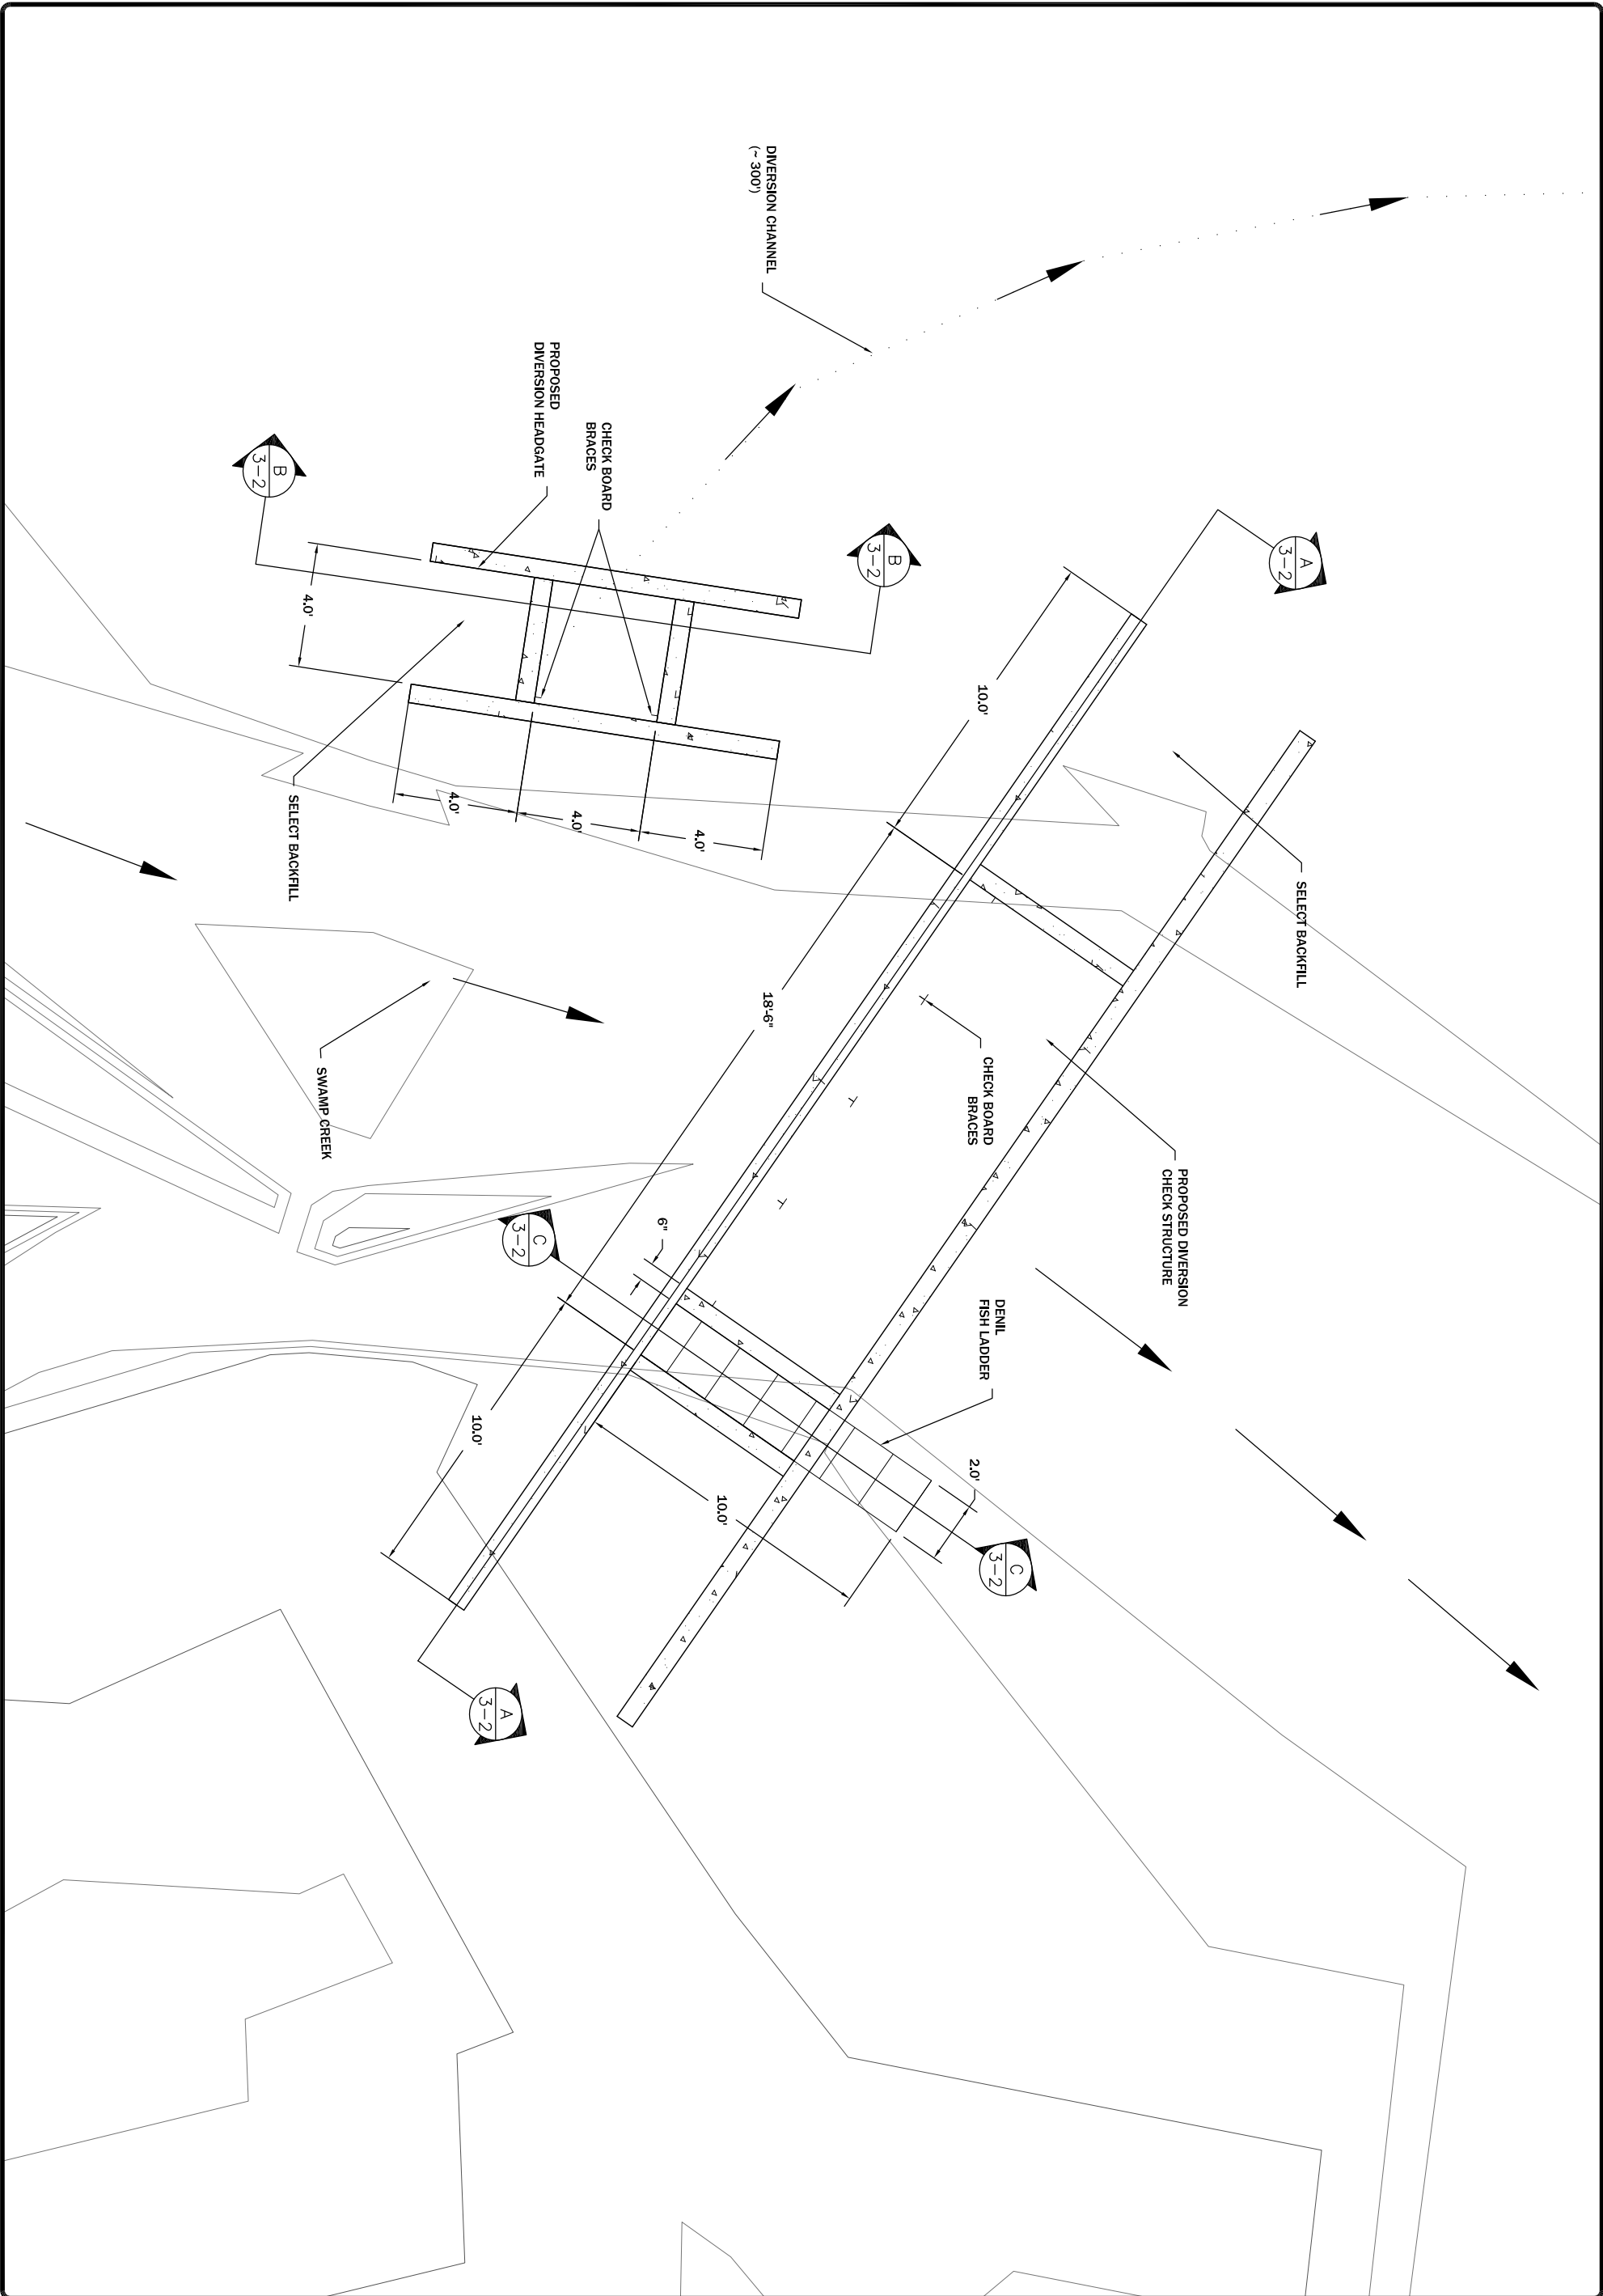 DIVERSION CHANNEL
(~ 300')
PROPOSED
DIVERSION HEADGATE
CHECK BOARD
BRACES
B
3-2
B
3-2
A
3-2
4.0'
10.0'
4.0'
4.0'
4.0'
SELECT BACKFILL
SELECT BACKFILL
18'-6"
CHECK BOARD
BRACES
SWAMP CREEK
PROPOSED DIVERSION
CHECK STRUCTURE
C
3-2
6"
DENIL
FISH LADDER
10.0'
10.0'
2.0'
C
3-2
A
3-2